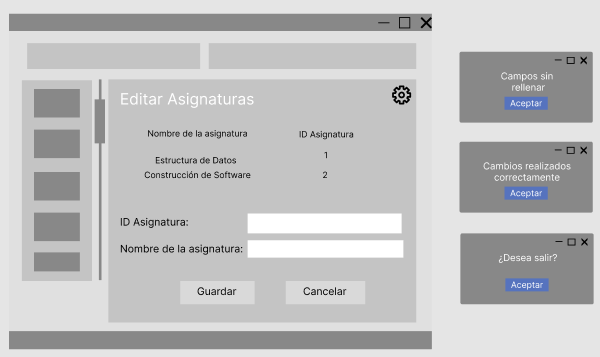 Editar Asignaturas
Nombre de la asignatura ID Asignatura
Estructura de Datos 1
Construcción de Software 2
ID Asignatura:
Nombre de la asignatura:
Guardar Cancelar
Campos sin
rellenar
Aceptar
Cambios realizados
correctamente
Aceptar
¿Desea salir?
Aceptar